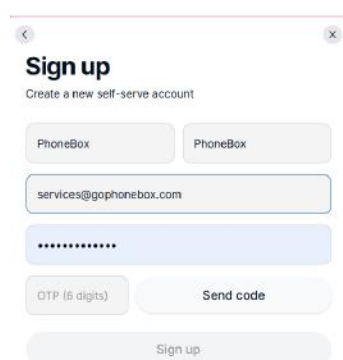 Sign up
Create a new self-serve account
PhoneBox PhoneBox
services@gophonebox.com
•••••••••••••
OTP (6 digits) Send code
Sign up